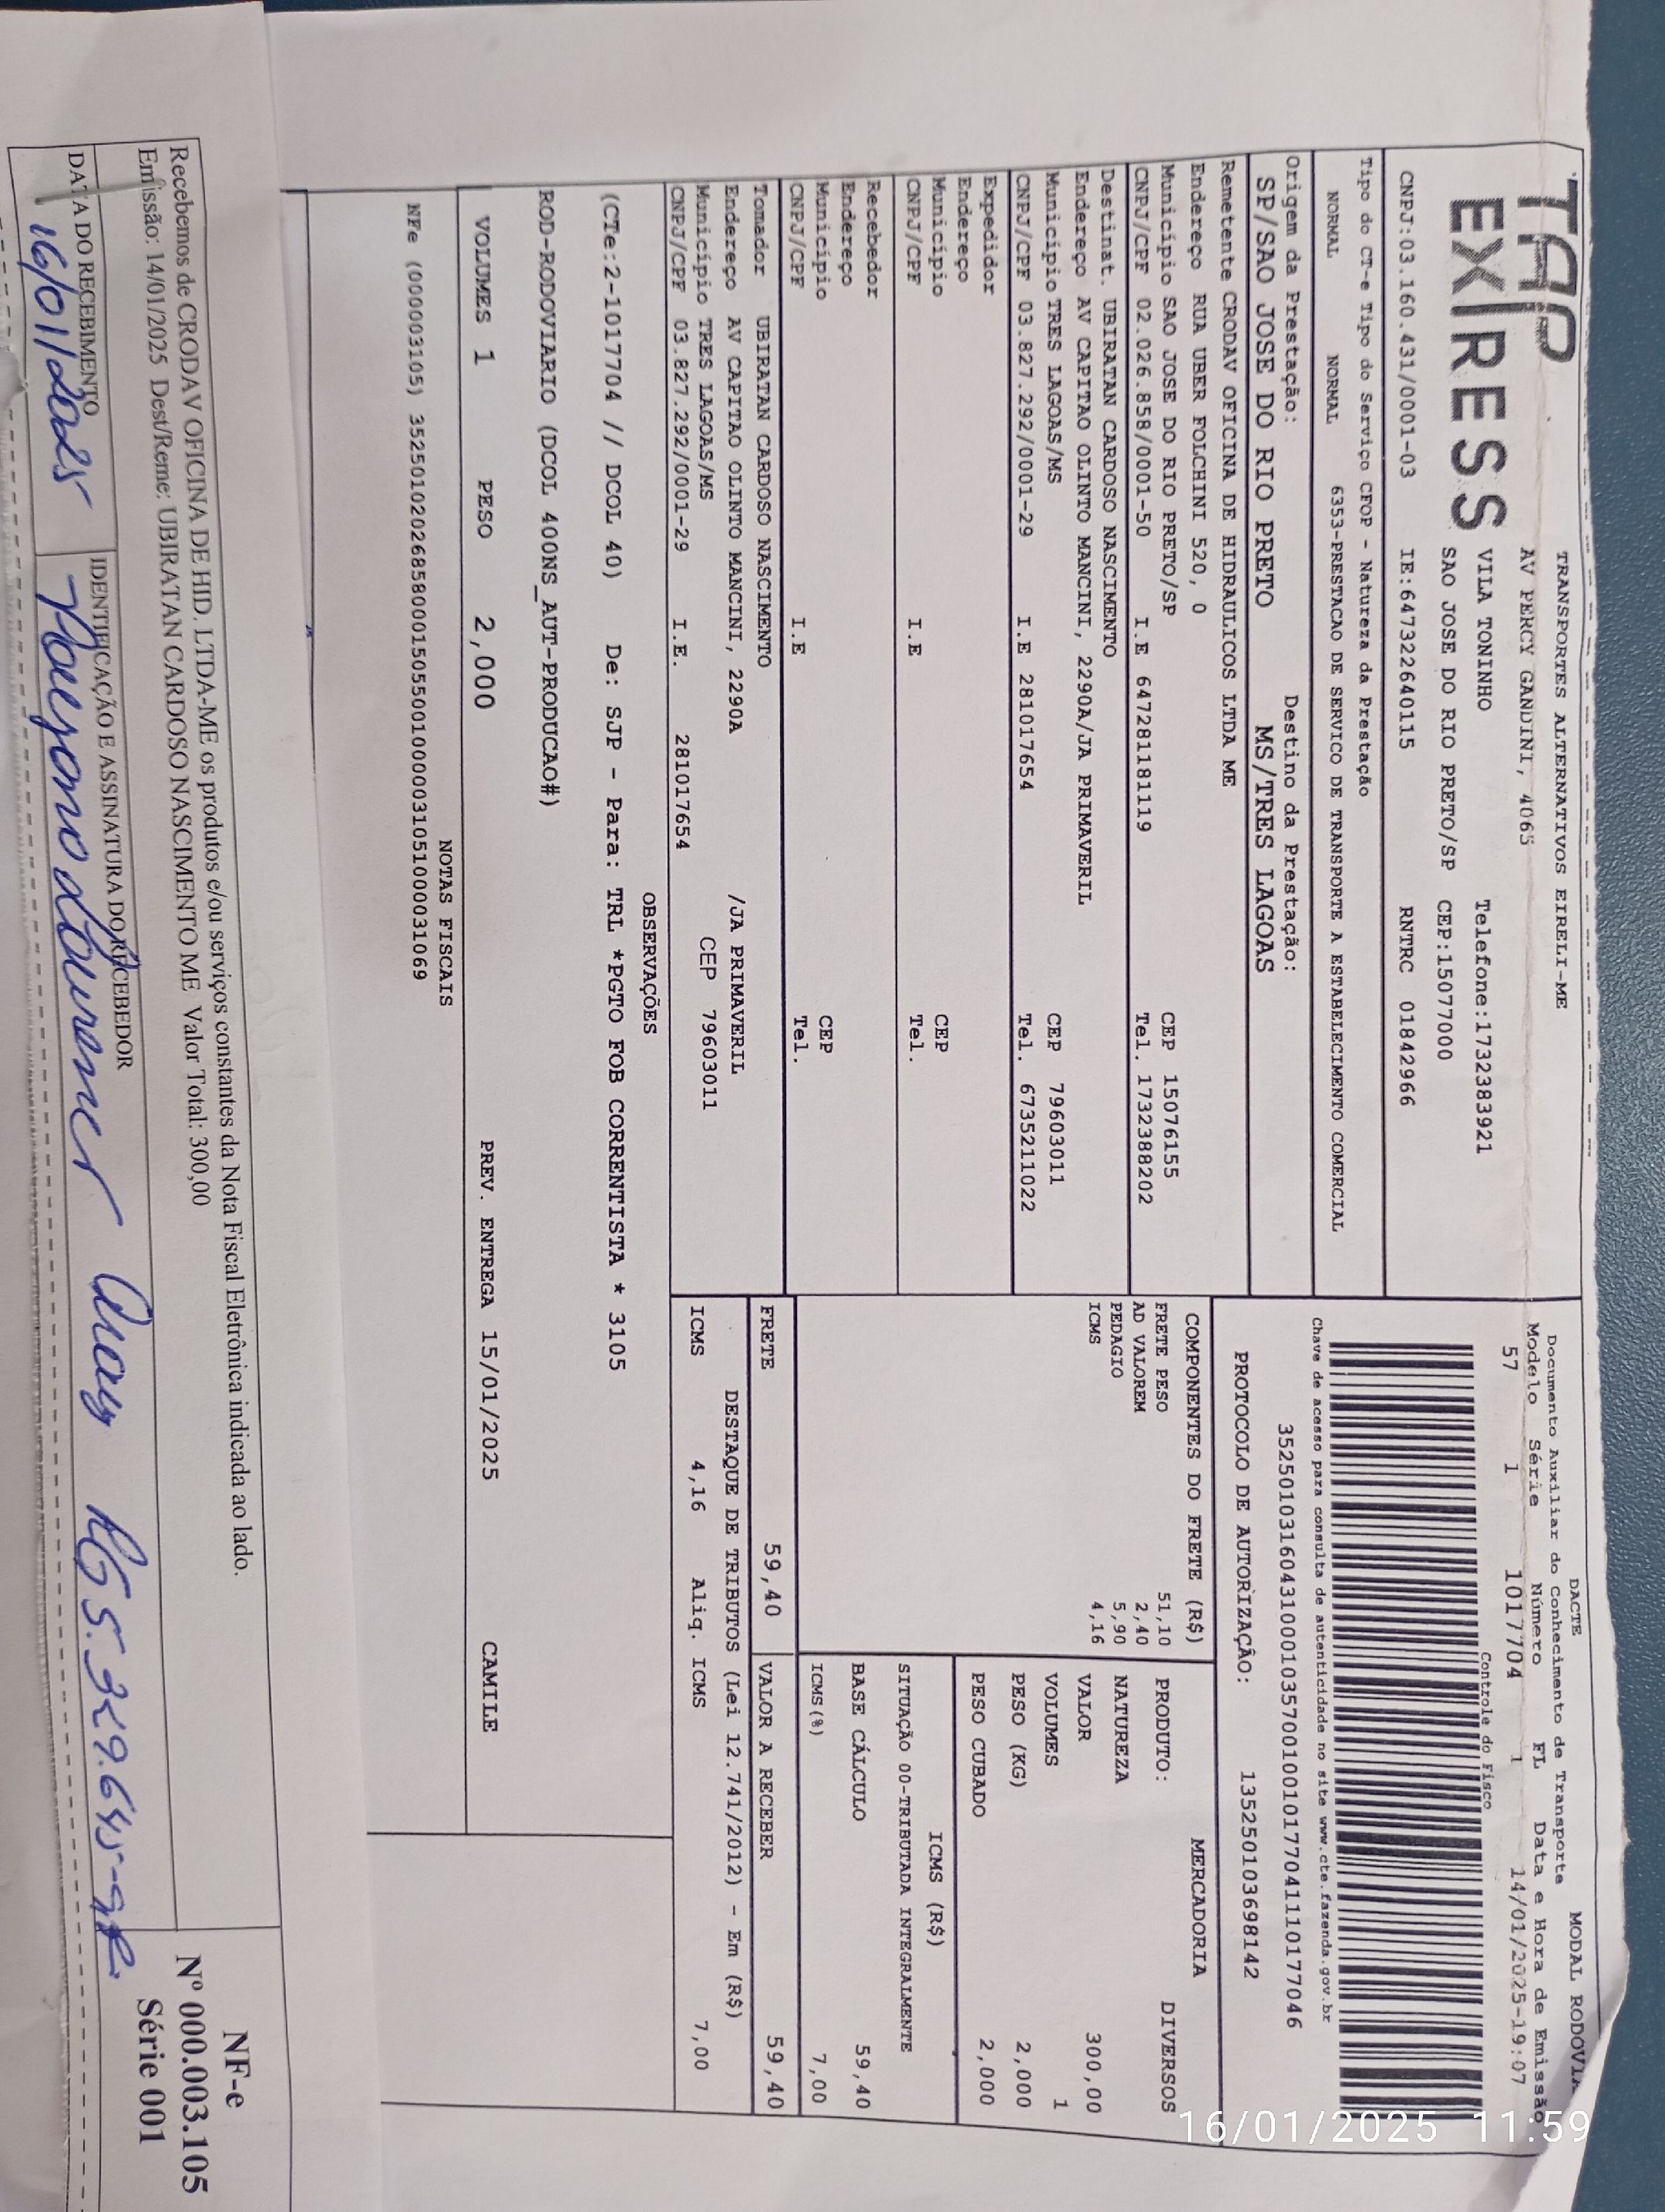 TAP
EX RESS
TRANSPORTES ALTERNATIVOS EIRELI-ME
AV PERCY GANDINI, 4065
VILA TONINHO Telefone:1732383921
SAO JOSE DO RIO PRETO/SP CEP:15077000
CNPJ:03.160.431/0001-03 IE:647322640115 RNTRC 01842966
Tipo do CT-e Tipo do Serviço CFOP - Natureza da Prestação
NORMAL NORMAL 6353-PRESTACAO DE SERVICO DE TRANSPORTE A ESTABELECIMENTO COMERCIAL
Origem da Prestação: Destino da Prestação:
SP/SAO JOSE DO RIO PRETO MS/TRES LAGOAS
Remetente CRODAV OFICINA DE HIDRAULICOS LTDA ME
Endereço RUA UBER FOLCHINI 520, 0
Município SAO JOSE DO RIO PRETO/SP CEP 15076155
CNPJ/CPF 02.026.858/0001-50 I.E 647281181119 Tel. 1732388202
Destinat. UBIRATAN CARDOSO NASCIMENTO
Endereço AV CAPITAO OLINTO MANCINI, 2290A/JA PRIMAVERIL
Município TRES LAGOAS/MS CEP 79603011
CNPJ/CPF 03.827.292/0001-29 I.E 281017654 Tel. 6735211022
Expedidor
Endereço
Município CEP
CNPJ/CPF I.E Tel.
Recebedor
Endereço
Município CEP
CNPJ/CPF I.E Tel.
Tomador UBIRATAN CARDOSO NASCIMENTO
Endereço AV CAPITAO OLINTO MANCINI, 2290A /JA PRIMAVERIL
Município TRES LAGOAS/MS CEP 79603011
CNPJ/CPF 03.827.292/0001-29 I.E. 281017654
DACTE MODAL RODOVIA
Documento Auxiliar do Conhecimento de Transporte
Modelo Série Número FL Data e Hora de Emissão
57 1 1017704 1 14/01/2025-19:07
Controle do Fisco
Chave de acesso para consulta de autenticidade no site www.cte.fazenda.gov.br
35250103160431000103570010010177041110177046
PROTOCOLO DE AUTORIZAÇÃO: 135250103698142
COMPONENTES DO FRETE (R$)
FRETE PESO 51,10
AD VALOREM 2,40
PEDAGIO 5,90
ICMS 4,16
MERCADORIA
PRODUTO: DIVERSOS
NATUREZA
VALOR 300,00
VOLUMES 1
PESO (KG) 2,000
PESO CUBADO 2,000
ICMS (R$)
SITUAÇÃO 00-TRIBUTADA INTEGRALMENTE
BASE CÁLCULO 59,40
ICMS(%) 7,00
FRETE 59,40 VALOR A RECEBER 59,40
DESTAQUE DE TRIBUTOS (Lei 12.741/2012) - Em (R$)
ICMS 4,16 Aliq. ICMS 7,00
OBSERVAÇÕES
(CTe:2-1017704 // DCOL 40) De: SJP - Para: TRL *PGTO FOB CORRENTISTA * 3105
ROD-RODOVIARIO (DCOL 400NS_AUT-PRODUCAO#)
VOLUMES 1 PESO 2,000 PREV. ENTREGA 15/01/2025 CAMILE
NOTAS FISCAIS
NFe (000003105) 35250102026858000150550010000031051000031069
Recebemos de CRODAV OFICINA DE HID. LTDA-ME os produtos e/ou serviços constantes da Nota Fiscal Eletrônica indicada ao lado.
Emissão: 14/01/2025 Dest/Reme: UBIRATAN CARDOSO NASCIMENTO ME Valor Total: 300,00
DATA DO RECEBIMENTO IDENTIFICAÇÃO E ASSINATURA DO RECEBEDOR
16/01/2025
NF-e
Nº 000.003.105
Série 001
16/01/2025 11:59